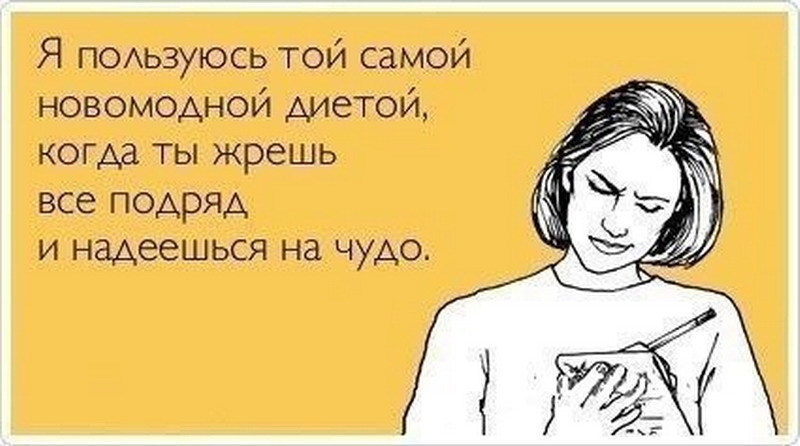 Я пользуюсь той самой
новомодной диетой,
когда ты жрешь
все подряд
и надеешься на чудо.